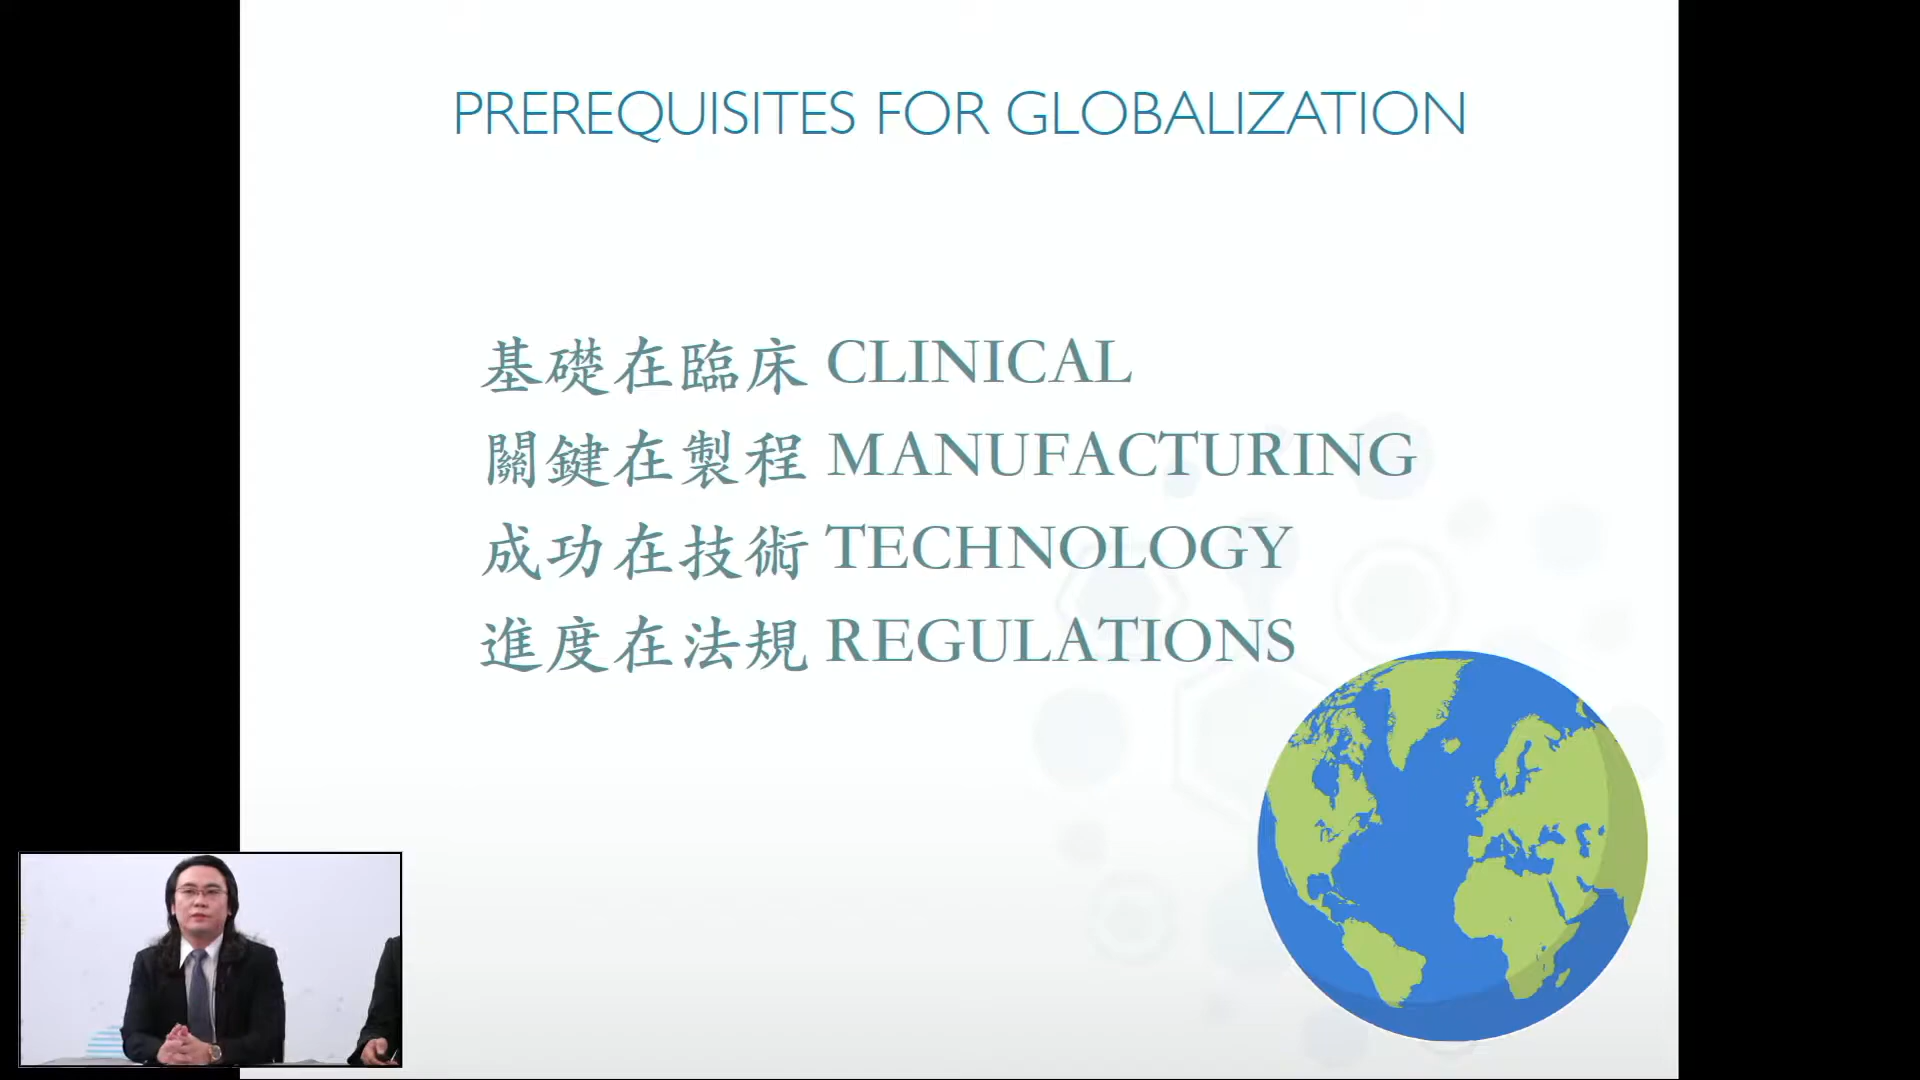 PREREQUISITES FOR GLOBALIZATION
基礎在臨床 CLINICAL
關鍵在製程 MANUFACTURING
成功在技術 TECHNOLOGY
進度在法規 REGULATIONS